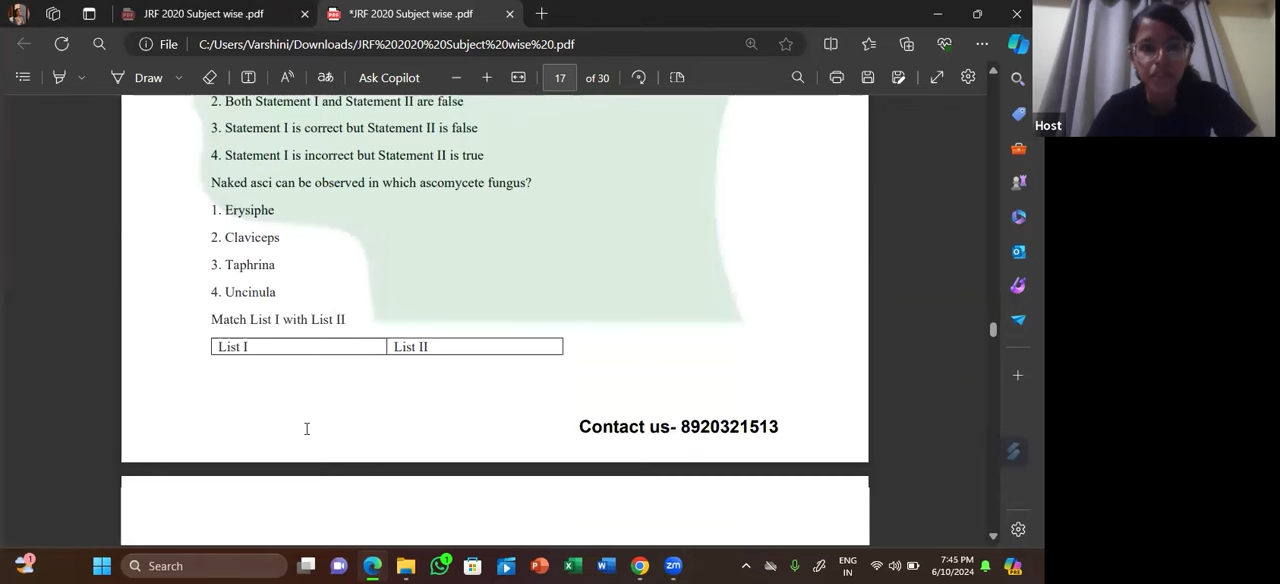 JRF 2020 Subject wise .pdf
*JRF 2020 Subject wise .pdf
File
C:/Users/Varshini/Downloads/JRF%202020%20Subject%20wise%20.pdf
Draw
Ask Copilot
17 of 30
Host
2. Both Statement I and Statement II are false
3. Statement I is correct but Statement II is false
4. Statement I is incorrect but Statement II is true
Naked asci can be observed in which ascomycete fungus?
1. Erysiphe
2. Claviceps
3. Taphrina
4. Uncinula
Match List I with List II
List I
List II
Contact us- 8920321513
Search
ENG
IN
7:45 PM
6/10/2024